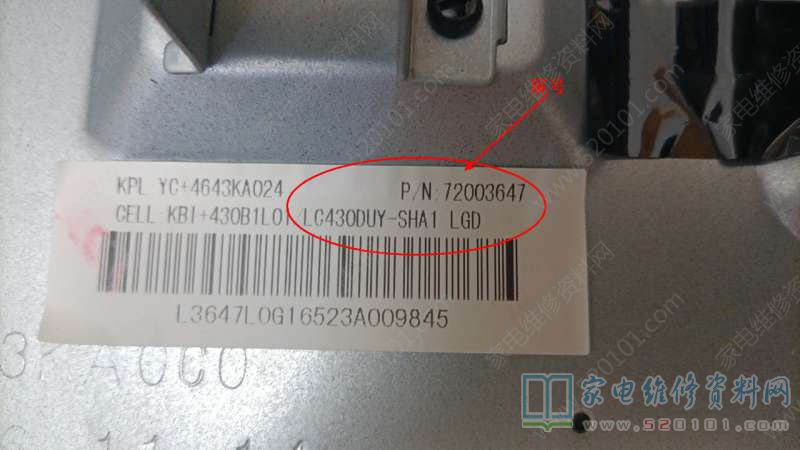 屏号
KPL YC+4643KA024 P/N:72003647
CELL:KBI+430B1L01/LC430DUY-SHA1 LGD
L3647L0G16523A009845
家电维修资料网
www.520101.com